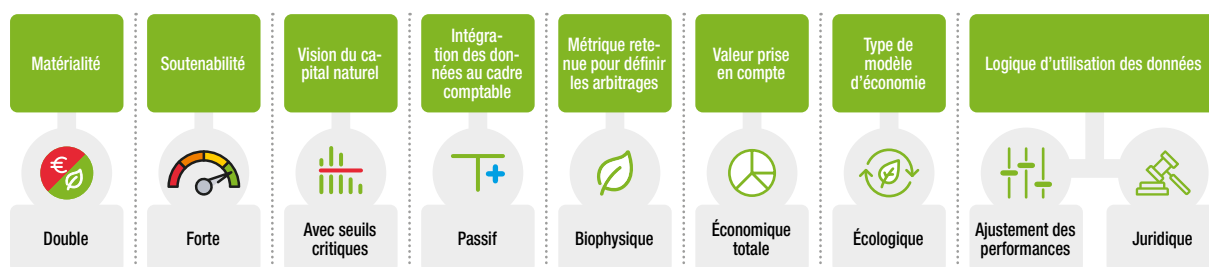 Matérialité
Soutenabilité
Vision du ca-
pital naturel
Intégra-
tion des don-
nées au cadre
comptable
Métrique rete-
nue pour définir
les arbitrages
Valeur prise
en compte
Type de
modèle
d'économie
Logique d'utilisation des données
€
Double
Forte
Avec seuils
critiques
Passif
Biophysique
Économique
totale
Écologique
Ajustement des
performances
Juridique